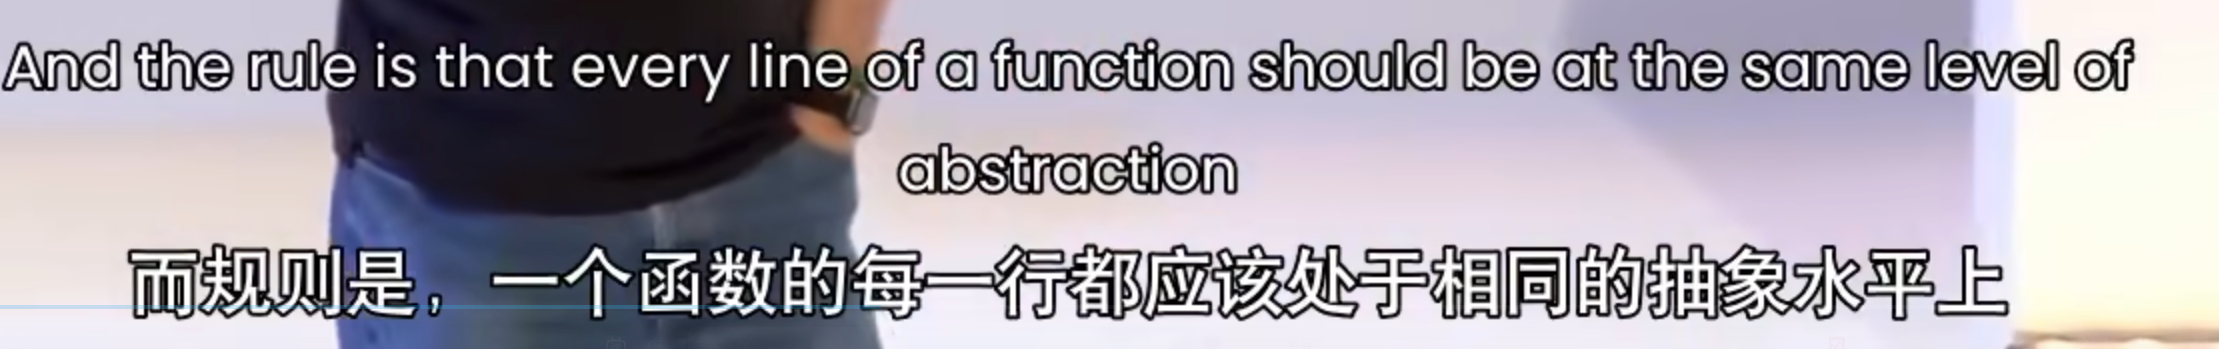 And the rule is that every line of a function should be at the same level of
abstraction
而规则是，一个函数的每一行都应该处于相同的抽象水平上